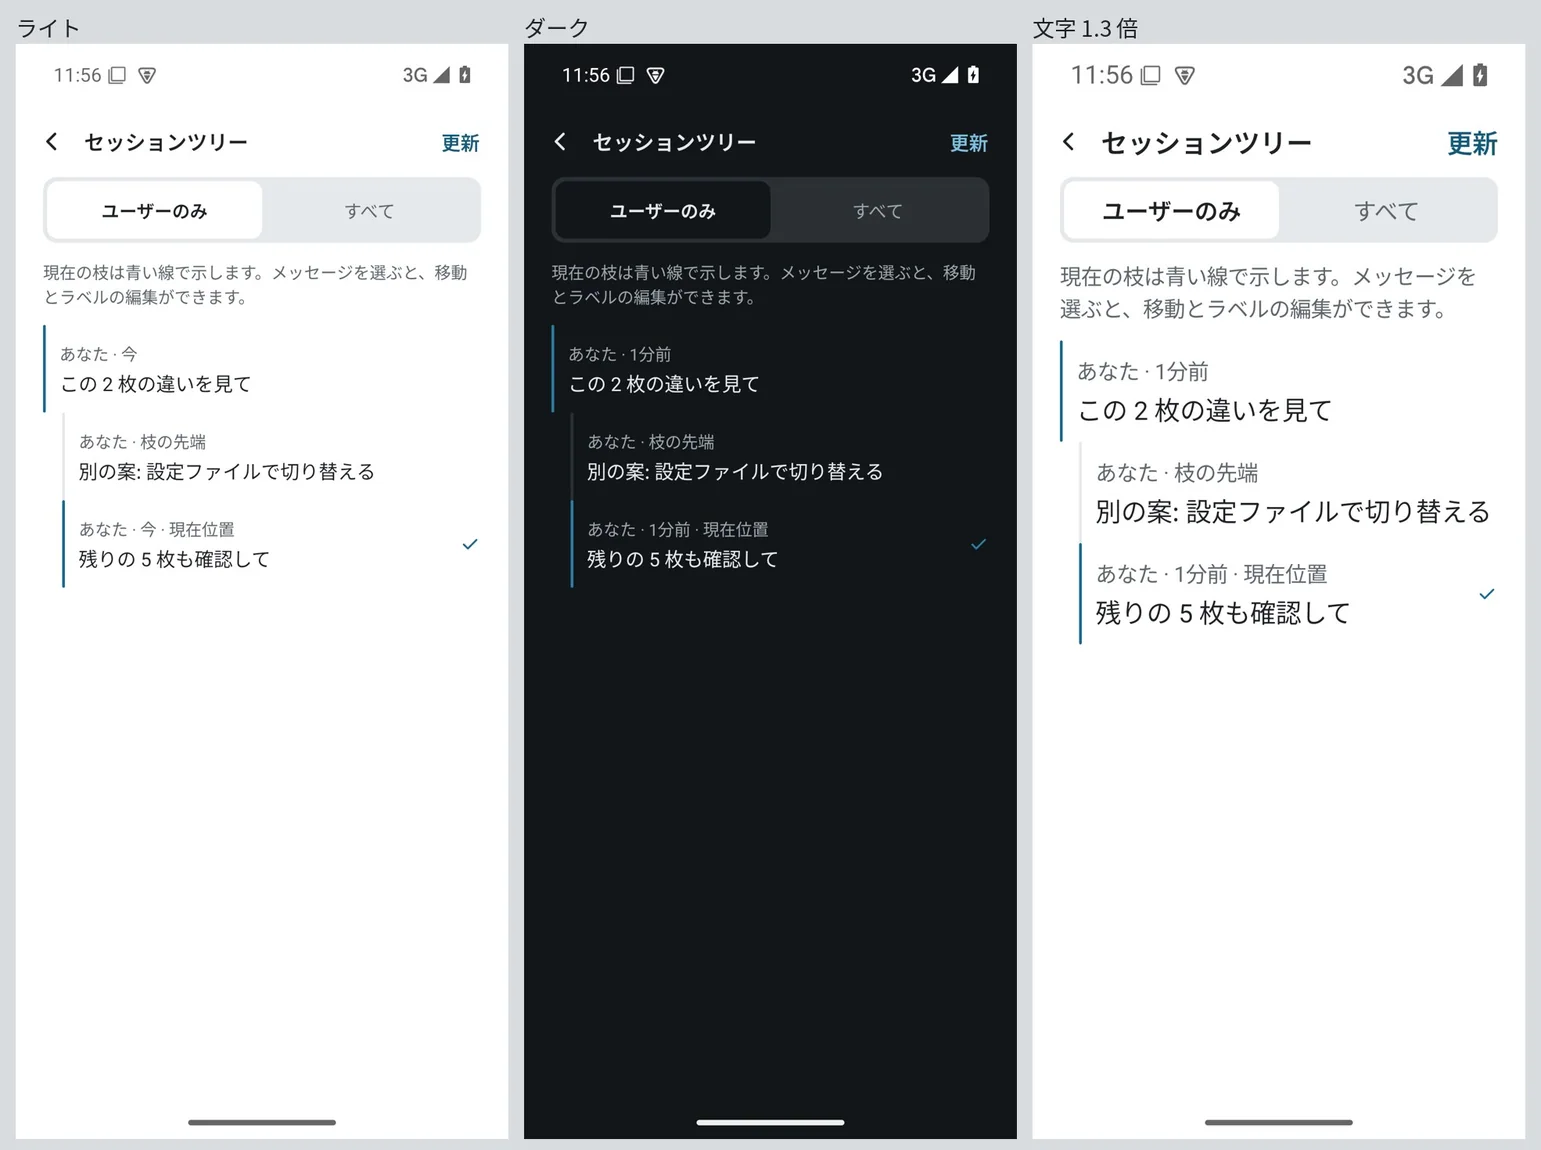 ライト
11:56
3G
セッションツリー
更新
ユーザーのみ
すべて
現在の枝は青い線で示します。メッセージを選ぶと、移動
とラベルの編集ができます。
あなた · 今
この 2 枚の違いを見て
あなた · 枝の先端
別の案: 設定ファイルで切り替える
あなた · 今 · 現在位置
残りの 5 枚も確認して
ダーク
11:56
3G
セッションツリー
更新
ユーザーのみ
すべて
現在の枝は青い線で示します。メッセージを選ぶと、移動
とラベルの編集ができます。
あなた · 1分前
この 2 枚の違いを見て
あなた · 枝の先端
別の案: 設定ファイルで切り替える
あなた · 1分前 · 現在位置
残りの 5 枚も確認して
文字 1.3 倍
11:56
3G
セッションツリー
更新
ユーザーのみ
すべて
現在の枝は青い線で示します。メッセージを
選ぶと、移動とラベルの編集ができます。
あなた · 1分前
この 2 枚の違いを見て
あなた · 枝の先端
別の案: 設定ファイルで切り替える
あなた · 1分前 · 現在位置
残りの 5 枚も確認して